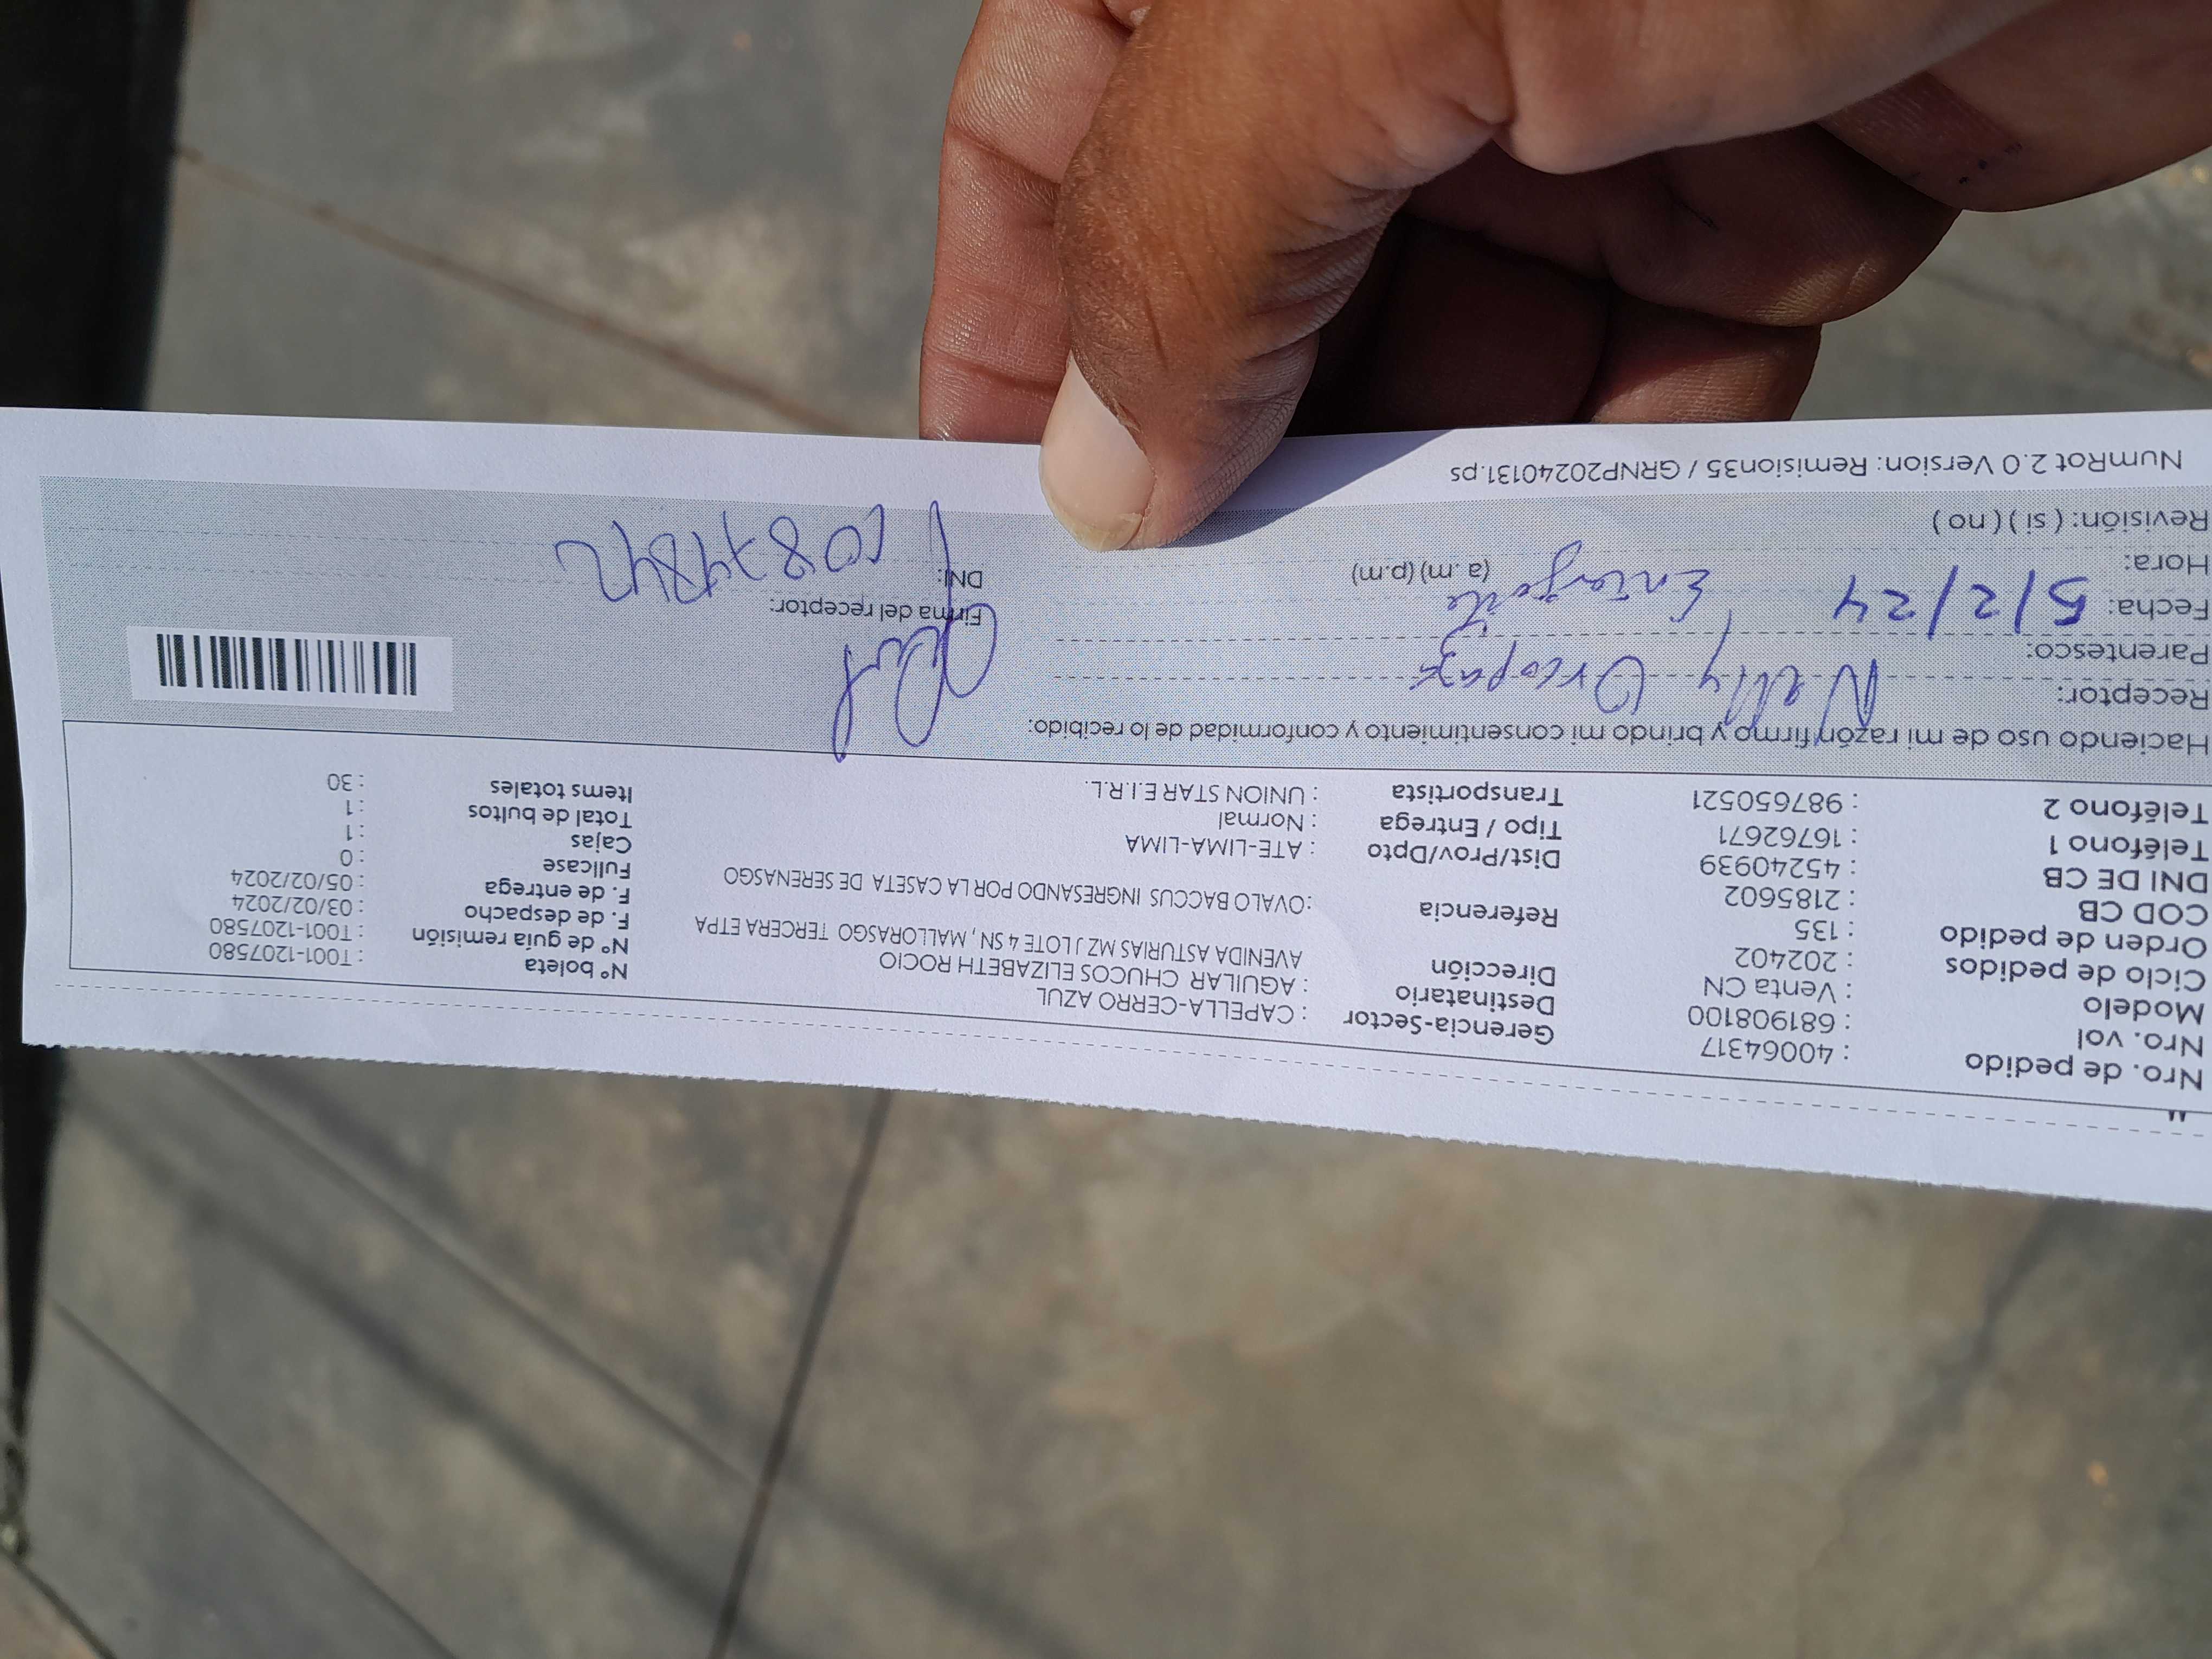 Nro. de pedido : 40064317 Gerencia-Sector : CAPELLA-CERRO AZUL Nº boleta : T001-1207580
Nro. vol : 681908100 Destinatario : AGUILAR CHUCOS ELIZABETH ROCIO Nº de guía remisión : T001-1207580
Modelo : Venta CN Dirección AVENIDA ASTURIAS MZ J LOTE 4 SN, MALLORASGO TERCERA ETPA F. de despacho : 03/02/2024
Ciclo de pedidos : 202402 F. de entrega : 05/02/2024
Orden de pedido : 135 Referencia :OVALO BACCUS INGRESANDO POR LA CASETA DE SERENASGO Fullcase : 0
COD CB : 2185602 Cajas : 1
DNI DE CB : 45240939 Dist/Prov/Dpto : ATE-LIMA-LIMA Total de bultos : 1
Teléfono 1 : 16762671 Tipo / Entrega : Normal Items totales : 30
Teléfono 2 : 987650521 Transportista : UNION STAR E.I.R.L.
Haciendo uso de mi razón, firmo y brindo mi consentimiento y conformidad de lo recibido:
Receptor: Nelly
Parentesco:
Fecha: 5/2/24 Firma del receptor:
Hora: (a.m) (p.m) DNI:
Revisión: ( si ) ( no )
NumRot 2.0 Version: Remision35 / GRNP20240131.ps